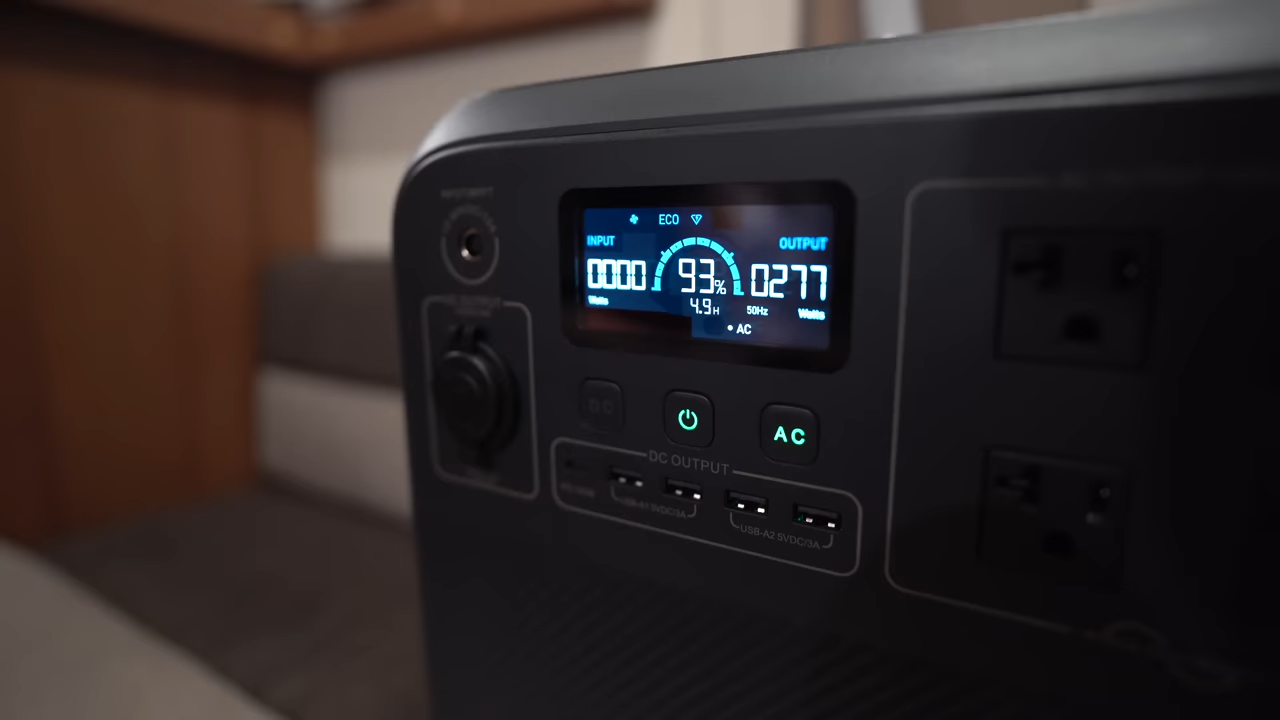 ECO
INPUT
OUTPUT
0000
93%
0277
Watts
4.9H
50Hz
Watts
AC
DC
AC
DC OUTPUT
USB-A1 5VDC/3A
USB-A2 5VDC/3A